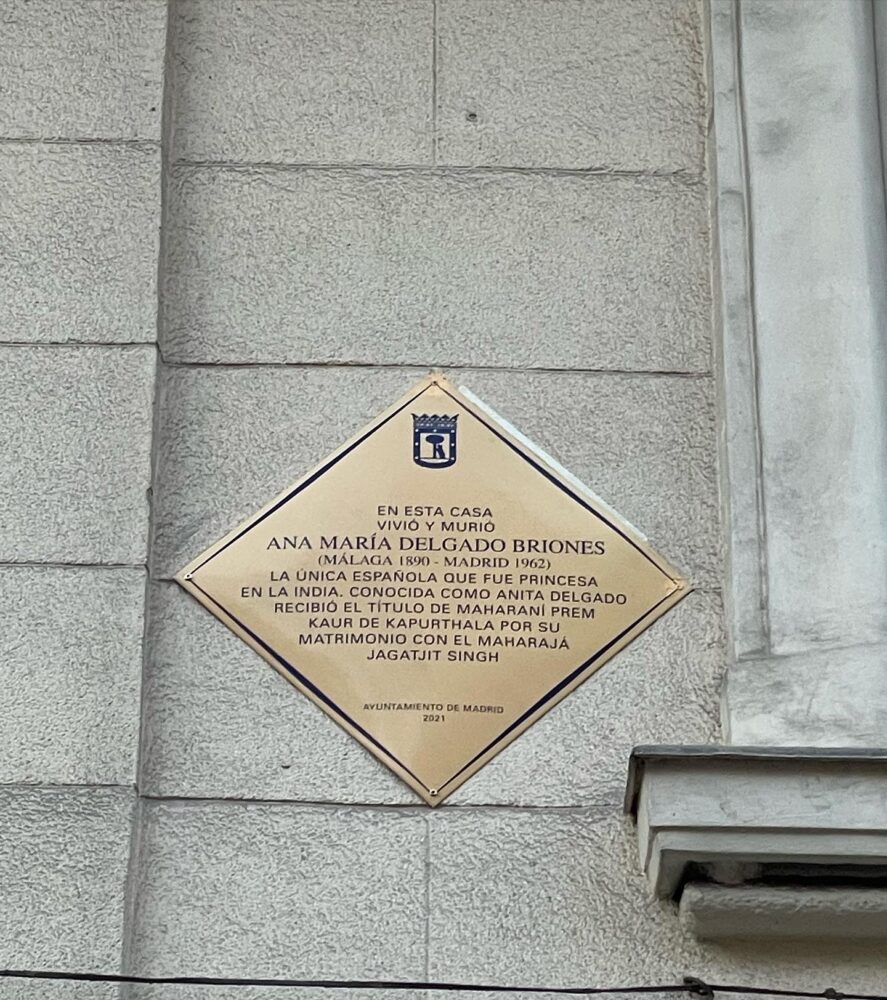 EN ESTA CASA
VIVIÓ Y MURIÓ
ANA MARÍA DELGADO BRIONES
(MÁLAGA 1890 - MADRID 1962)
LA ÚNICA ESPAÑOLA QUE FUE PRINCESA
EN LA INDIA. CONOCIDA COMO ANITA DELGADO
RECIBIÓ EL TÍTULO DE MAHARANÍ PREM
KAUR DE KAPURTHALA POR SU
MATRIMONIO CON EL MAHARAJÁ
JAGATJIT SINGH
AYUNTAMIENTO DE MADRID
2021